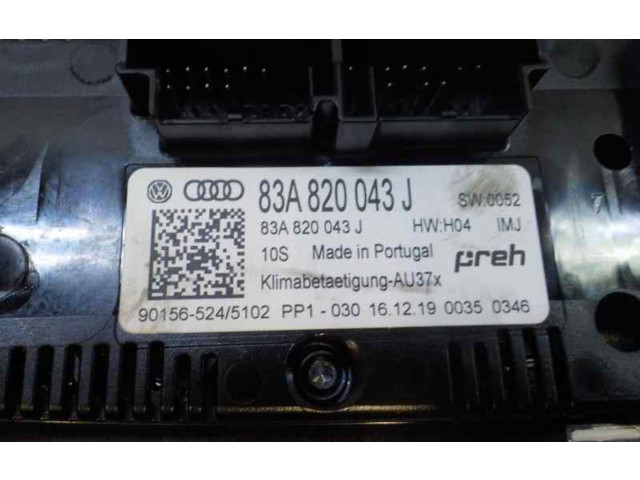 83A 820 043 J SW:0052
83A 820 043 J HW:H04 IMJ
10S Made in Portugal preh
Klimabetaetigung-AU37x
90156-524/5102 PP1 - 030 16.12.19 0035 0346